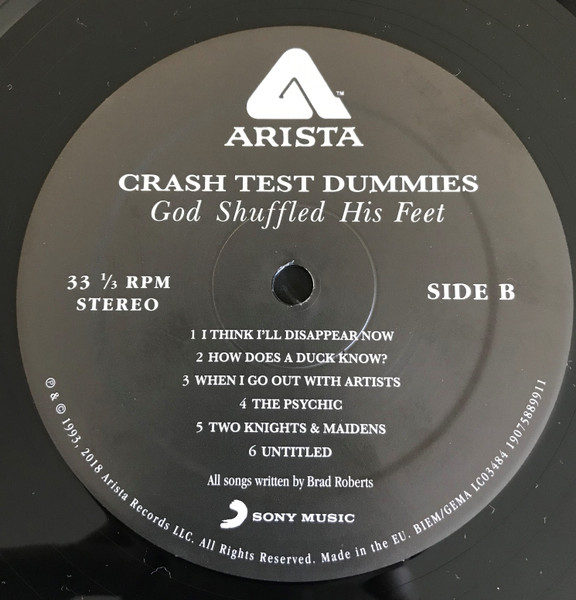 ™
ARISTA
CRASH TEST DUMMIES
God Shuffled His Feet
33 ⅓ RPM
STEREO
SIDE B
1 I THINK I'LL DISAPPEAR NOW
2 HOW DOES A DUCK KNOW?
3 WHEN I GO OUT WITH ARTISTS
4 THE PSYCHIC
5 TWO KNIGHTS & MAIDENS
6 UNTITLED
All songs written by Brad Roberts
SONY MUSIC
℗ & © 1993, 2018 Arista Records LLC. All Rights Reserved. Made in the EU. BIEM/GEMA LC03484 19075889911